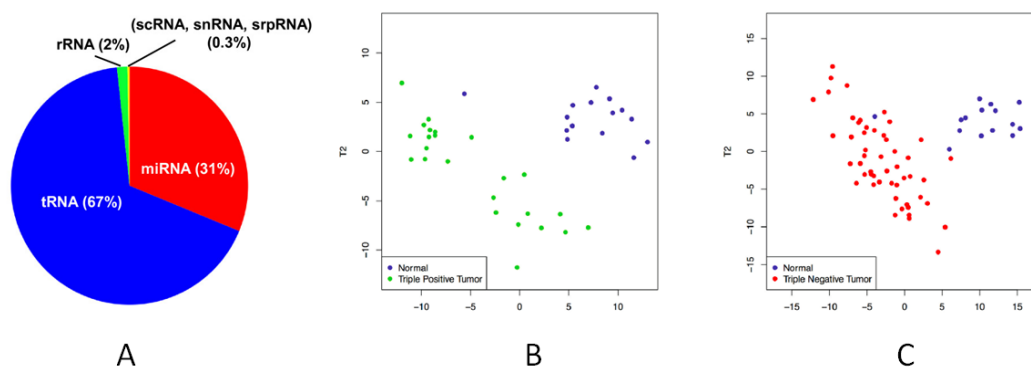 (scRNA, snRNA, srpRNA)
(0.3%)
rRNA (2%)
miRNA (31%)
tRNA (67%)
A
T2
10
5
0
−5
−10
Normal
Triple Positive Tumor
−10
−5
0
5
10
B
T2
15
10
5
0
−5
−10
−15
Normal
Triple Negative Tumor
−15
−10
−5
0
5
10
15
C